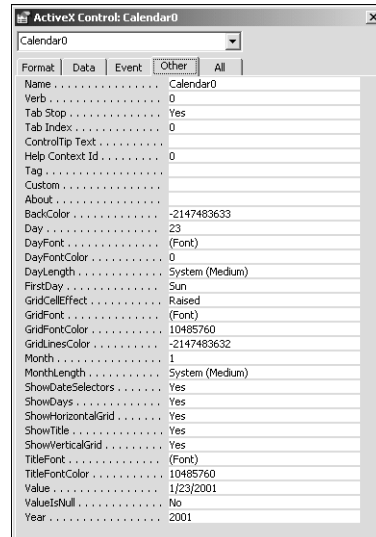 ActiveX Control: Calendar0
Calendar0
Format Data Event Other All
Name . . . . . . . . . . . . . . . . Calendar0
Verb . . . . . . . . . . . . . . . . . 0
Tab Stop . . . . . . . . . . . . . . Yes
Tab Index . . . . . . . . . . . . . 0
ControlTip Text . . . . . . . . . .
Help Context Id . . . . . . . . . 0
Tag . . . . . . . . . . . . . . . . . .
Custom . . . . . . . . . . . . . . .
About . . . . . . . . . . . . . . . .
BackColor . . . . . . . . . . . . . -2147483633
Day . . . . . . . . . . . . . . . . . 23
DayFont . . . . . . . . . . . . . . (Font)
DayFontColor . . . . . . . . . . 0
DayLength . . . . . . . . . . . . System (Medium)
FirstDay . . . . . . . . . . . . . . Sun
GridCellEffect . . . . . . . . . . Raised
GridFont . . . . . . . . . . . . . . (Font)
GridFontColor . . . . . . . . . . 10485760
GridLinesColor . . . . . . . . . . -2147483632
Month . . . . . . . . . . . . . . . . 1
MonthLength . . . . . . . . . . . System (Medium)
ShowDateSelectors . . . . . . . Yes
ShowDays . . . . . . . . . . . . . Yes
ShowHorizontalGrid . . . . . . . Yes
ShowTitle . . . . . . . . . . . . . Yes
ShowVerticalGrid . . . . . . . . . Yes
TitleFont . . . . . . . . . . . . . . (Font)
TitleFontColor . . . . . . . . . . 10485760
Value . . . . . . . . . . . . . . . . 1/23/2001
ValueIsNull . . . . . . . . . . . . . No
Year . . . . . . . . . . . . . . . . . 2001